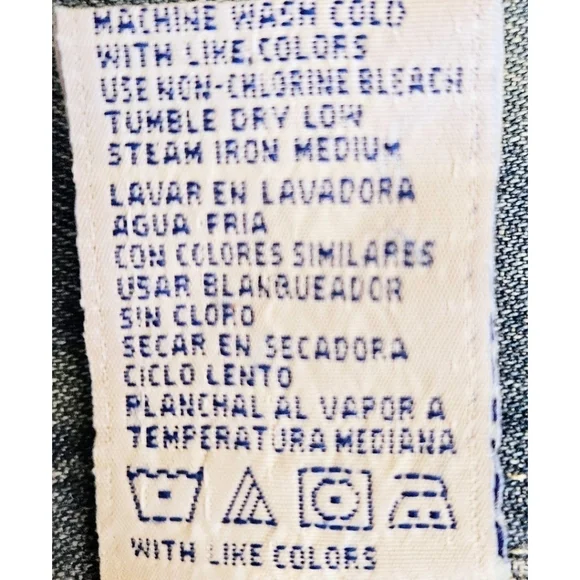 MACHINE WASH COLD
WITH LIKE COLORS
USE NON-CHLORINE BLEACH
TUMBLE DRY LOW
STEAM IRON MEDIUM
LAVAR EN LAVADORA
AGUA FRIA
CON COLORES SIMILARES
USAR BLANQUEADOR
SIN CLORO
SECAR EN SECADORA
CICLO LENTO
PLANCHAL AL VAPOR A
TEMPERATURA MEDIANA
WITH LIKE COLORS